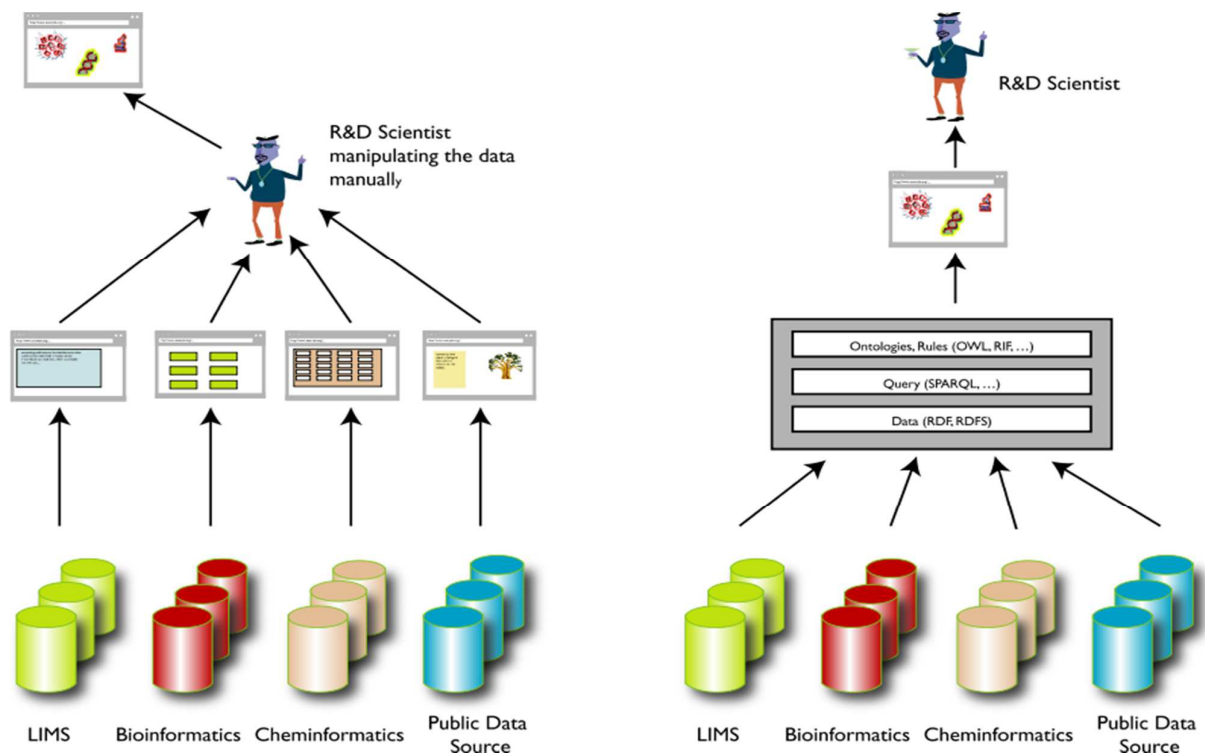 R&D Scientist
manipulating the data
manually
LIMS
Bioinformatics
Cheminformatics
Public Data
Source
R&D Scientist
Ontologies, Rules (OWL, RIF, …)
Query (SPARQL, …)
Data (RDF, RDFS)
LIMS
Bioinformatics
Cheminformatics
Public Data
Source